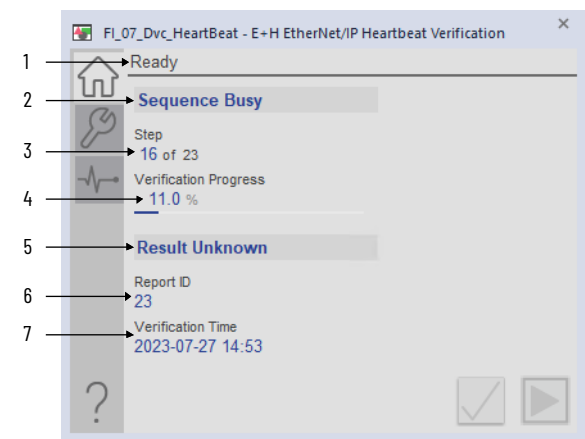 FI_07_Dvc_HeartBeat - E+H EtherNet/IP Heartbeat Verification ×
1 Ready
2 Sequence Busy
Step
3 16 of 23
Verification Progress
4 11.0 %
5 Result Unknown
Report ID
6 23
Verification Time
7 2023-07-27 14:53
?